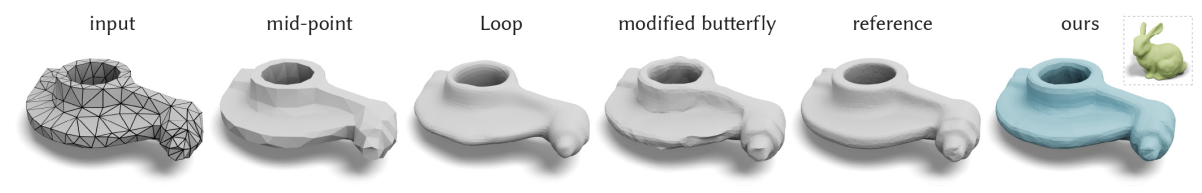 input mid-point Loop modified butterfly reference ours